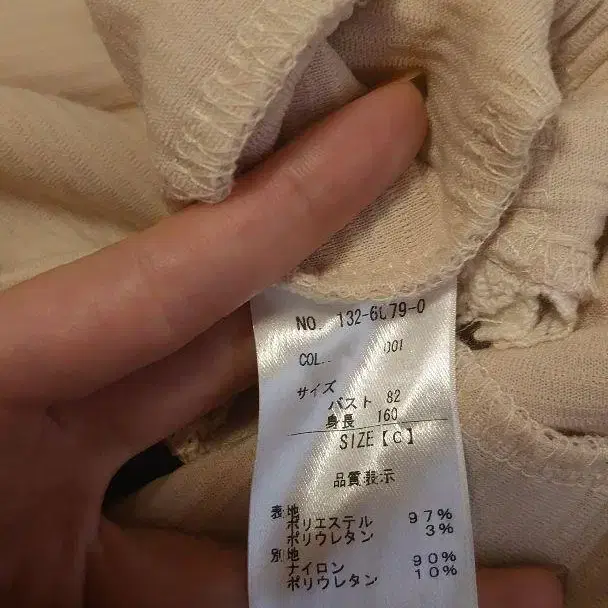 NO. 132-6079-0
COL.. 001
サイズ
バスト 82
身長 160
SIZE【C】
品質表示
表地
ポリエステル 97%
ポリウレタン 3%
別地
ナイロン 90%
ポリウレタン 10%